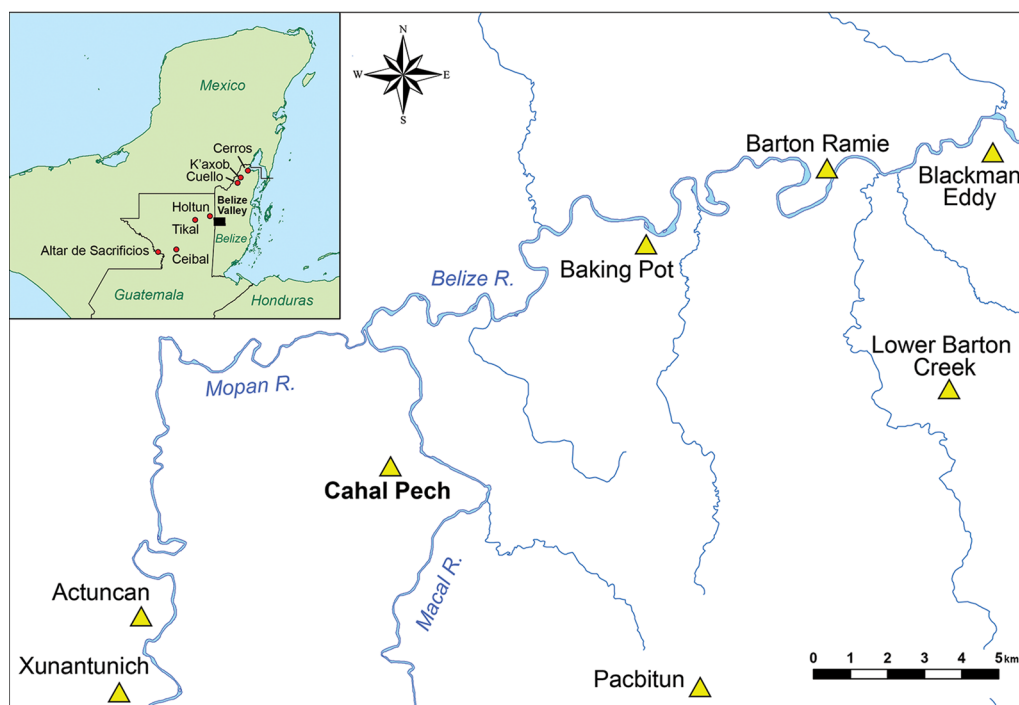 Mexico
Cerros
K'axob
Cuello
Holtun
Belize
Valley
Tikal
Belize
Altar de Sacrificios
Ceibal
Guatemala
Honduras
N
W
E
S
Barton Ramie
Blackman
Eddy
Baking Pot
Belize R.
Lower Barton
Creek
Mopan R.
Cahal Pech
Macal R.
Actuncan
Xunantunich
Pacbitun
0 1 2 3 4 5 km